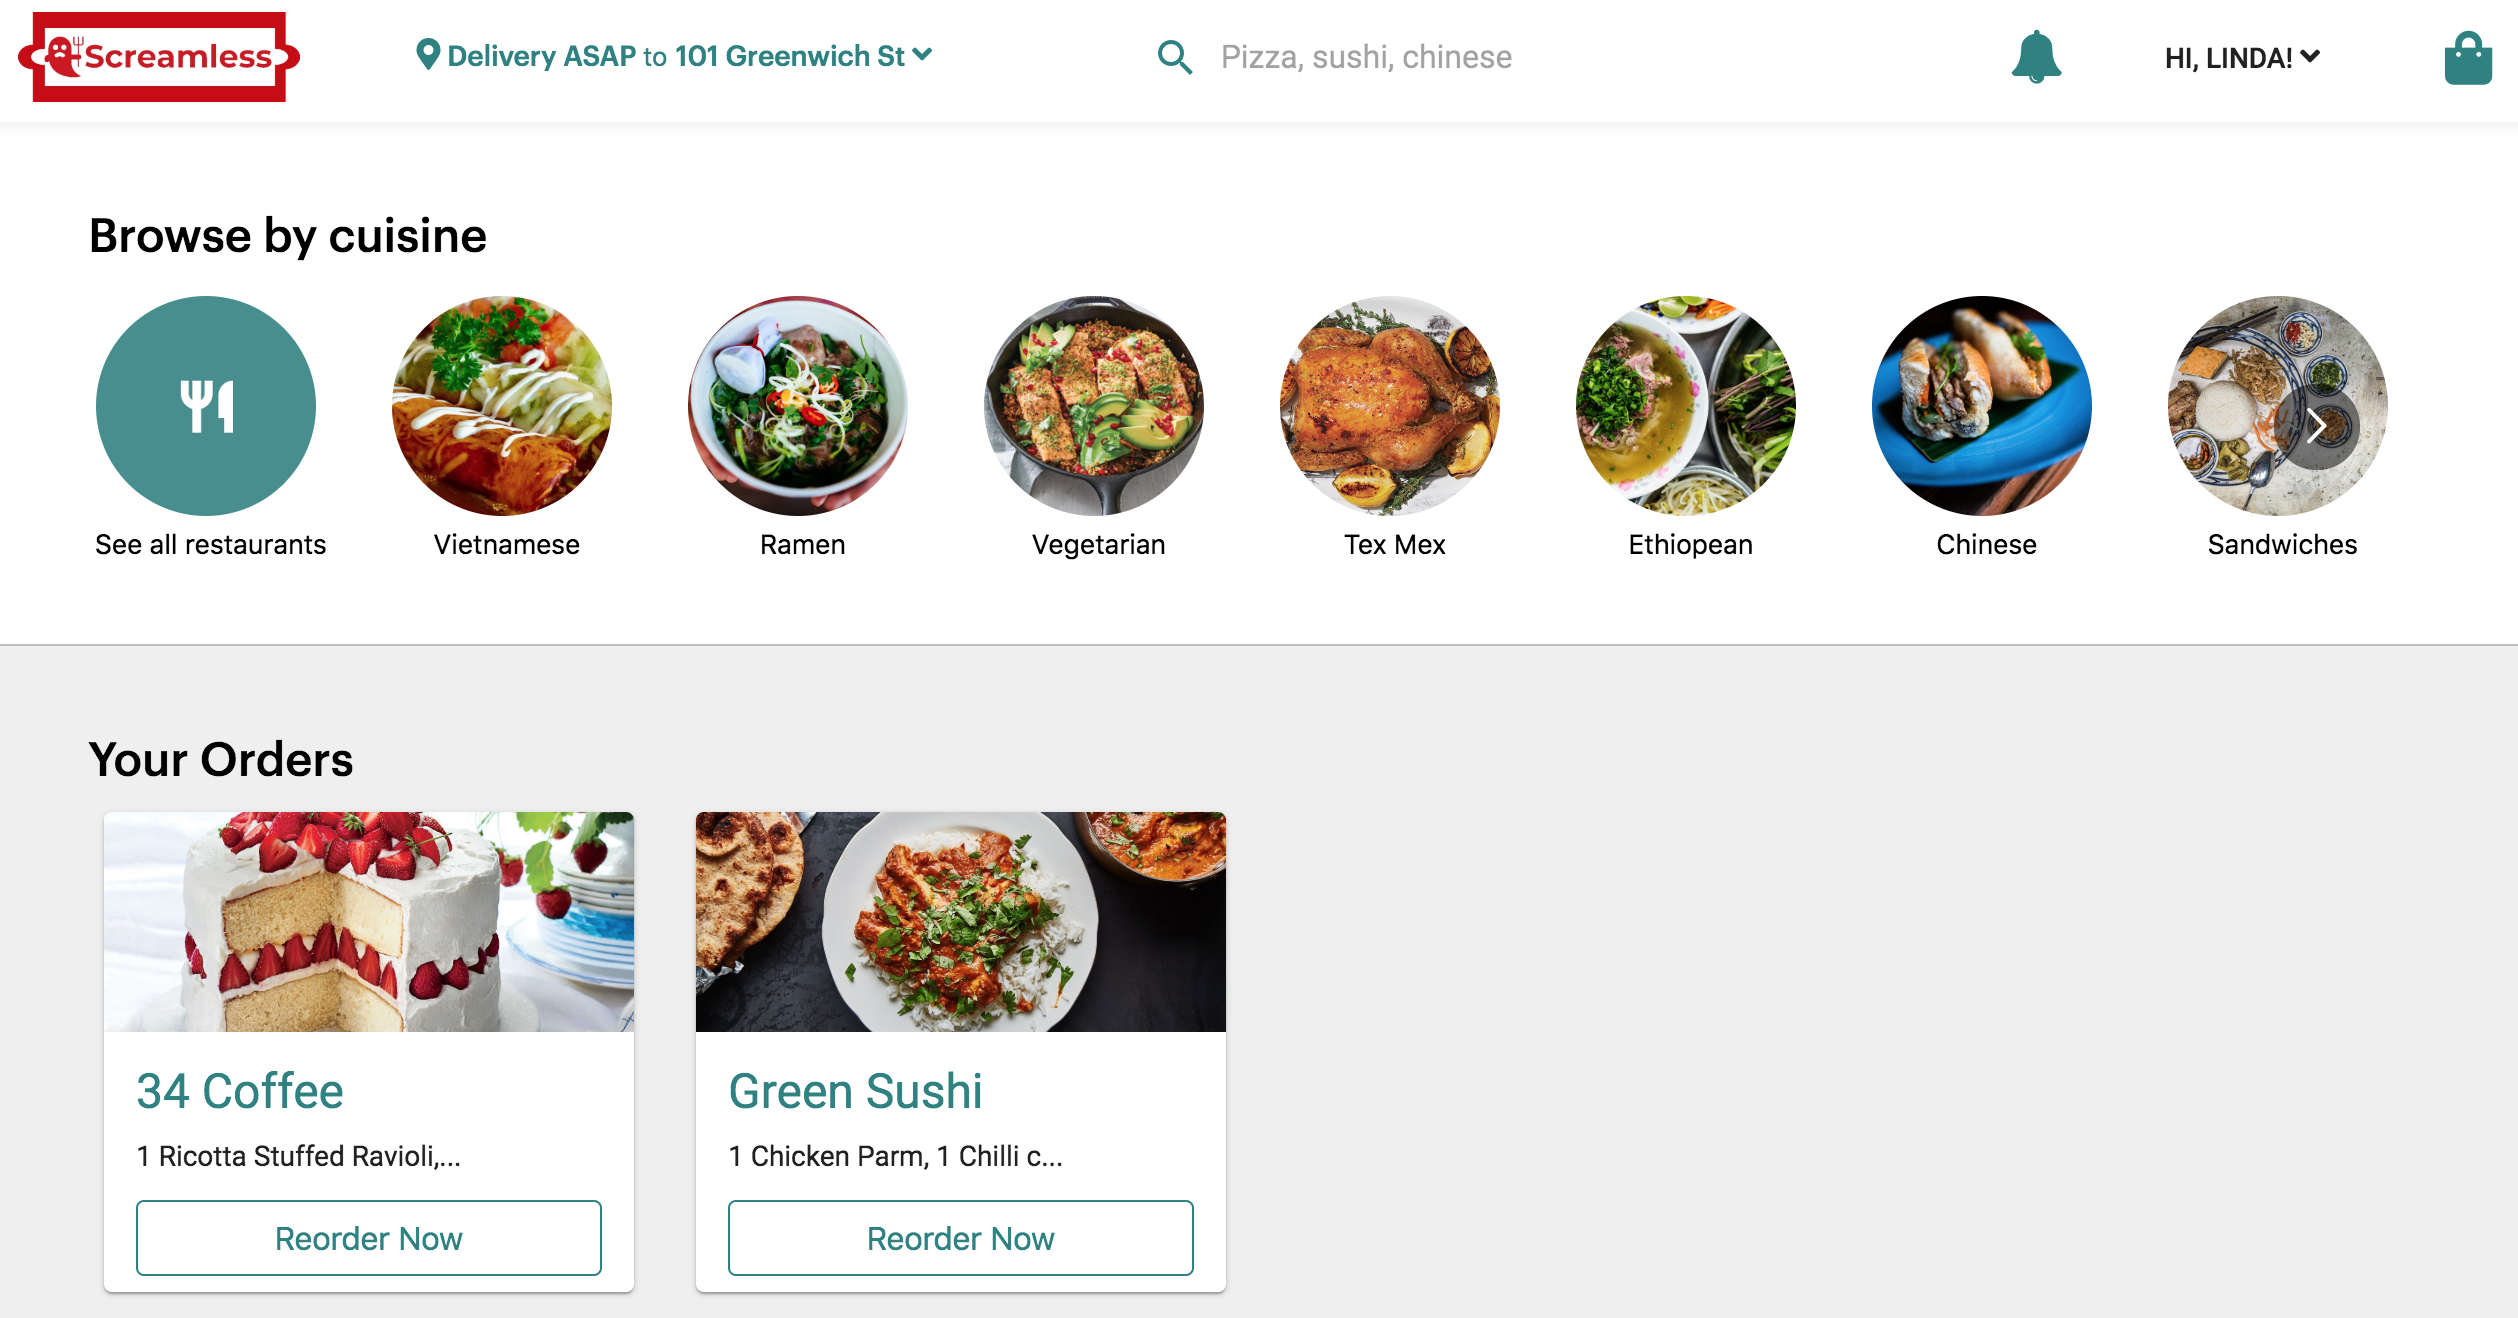 Screamless
Delivery ASAP to 101 Greenwich St
Pizza, sushi, chinese
HI, LINDA!
Browse by cuisine
See all restaurants
Vietnamese
Ramen
Vegetarian
Tex Mex
Ethiopean
Chinese
Sandwiches
Your Orders
34 Coffee
1 Ricotta Stuffed Ravioli,...
Reorder Now
Green Sushi
1 Chicken Parm, 1 Chilli c...
Reorder Now